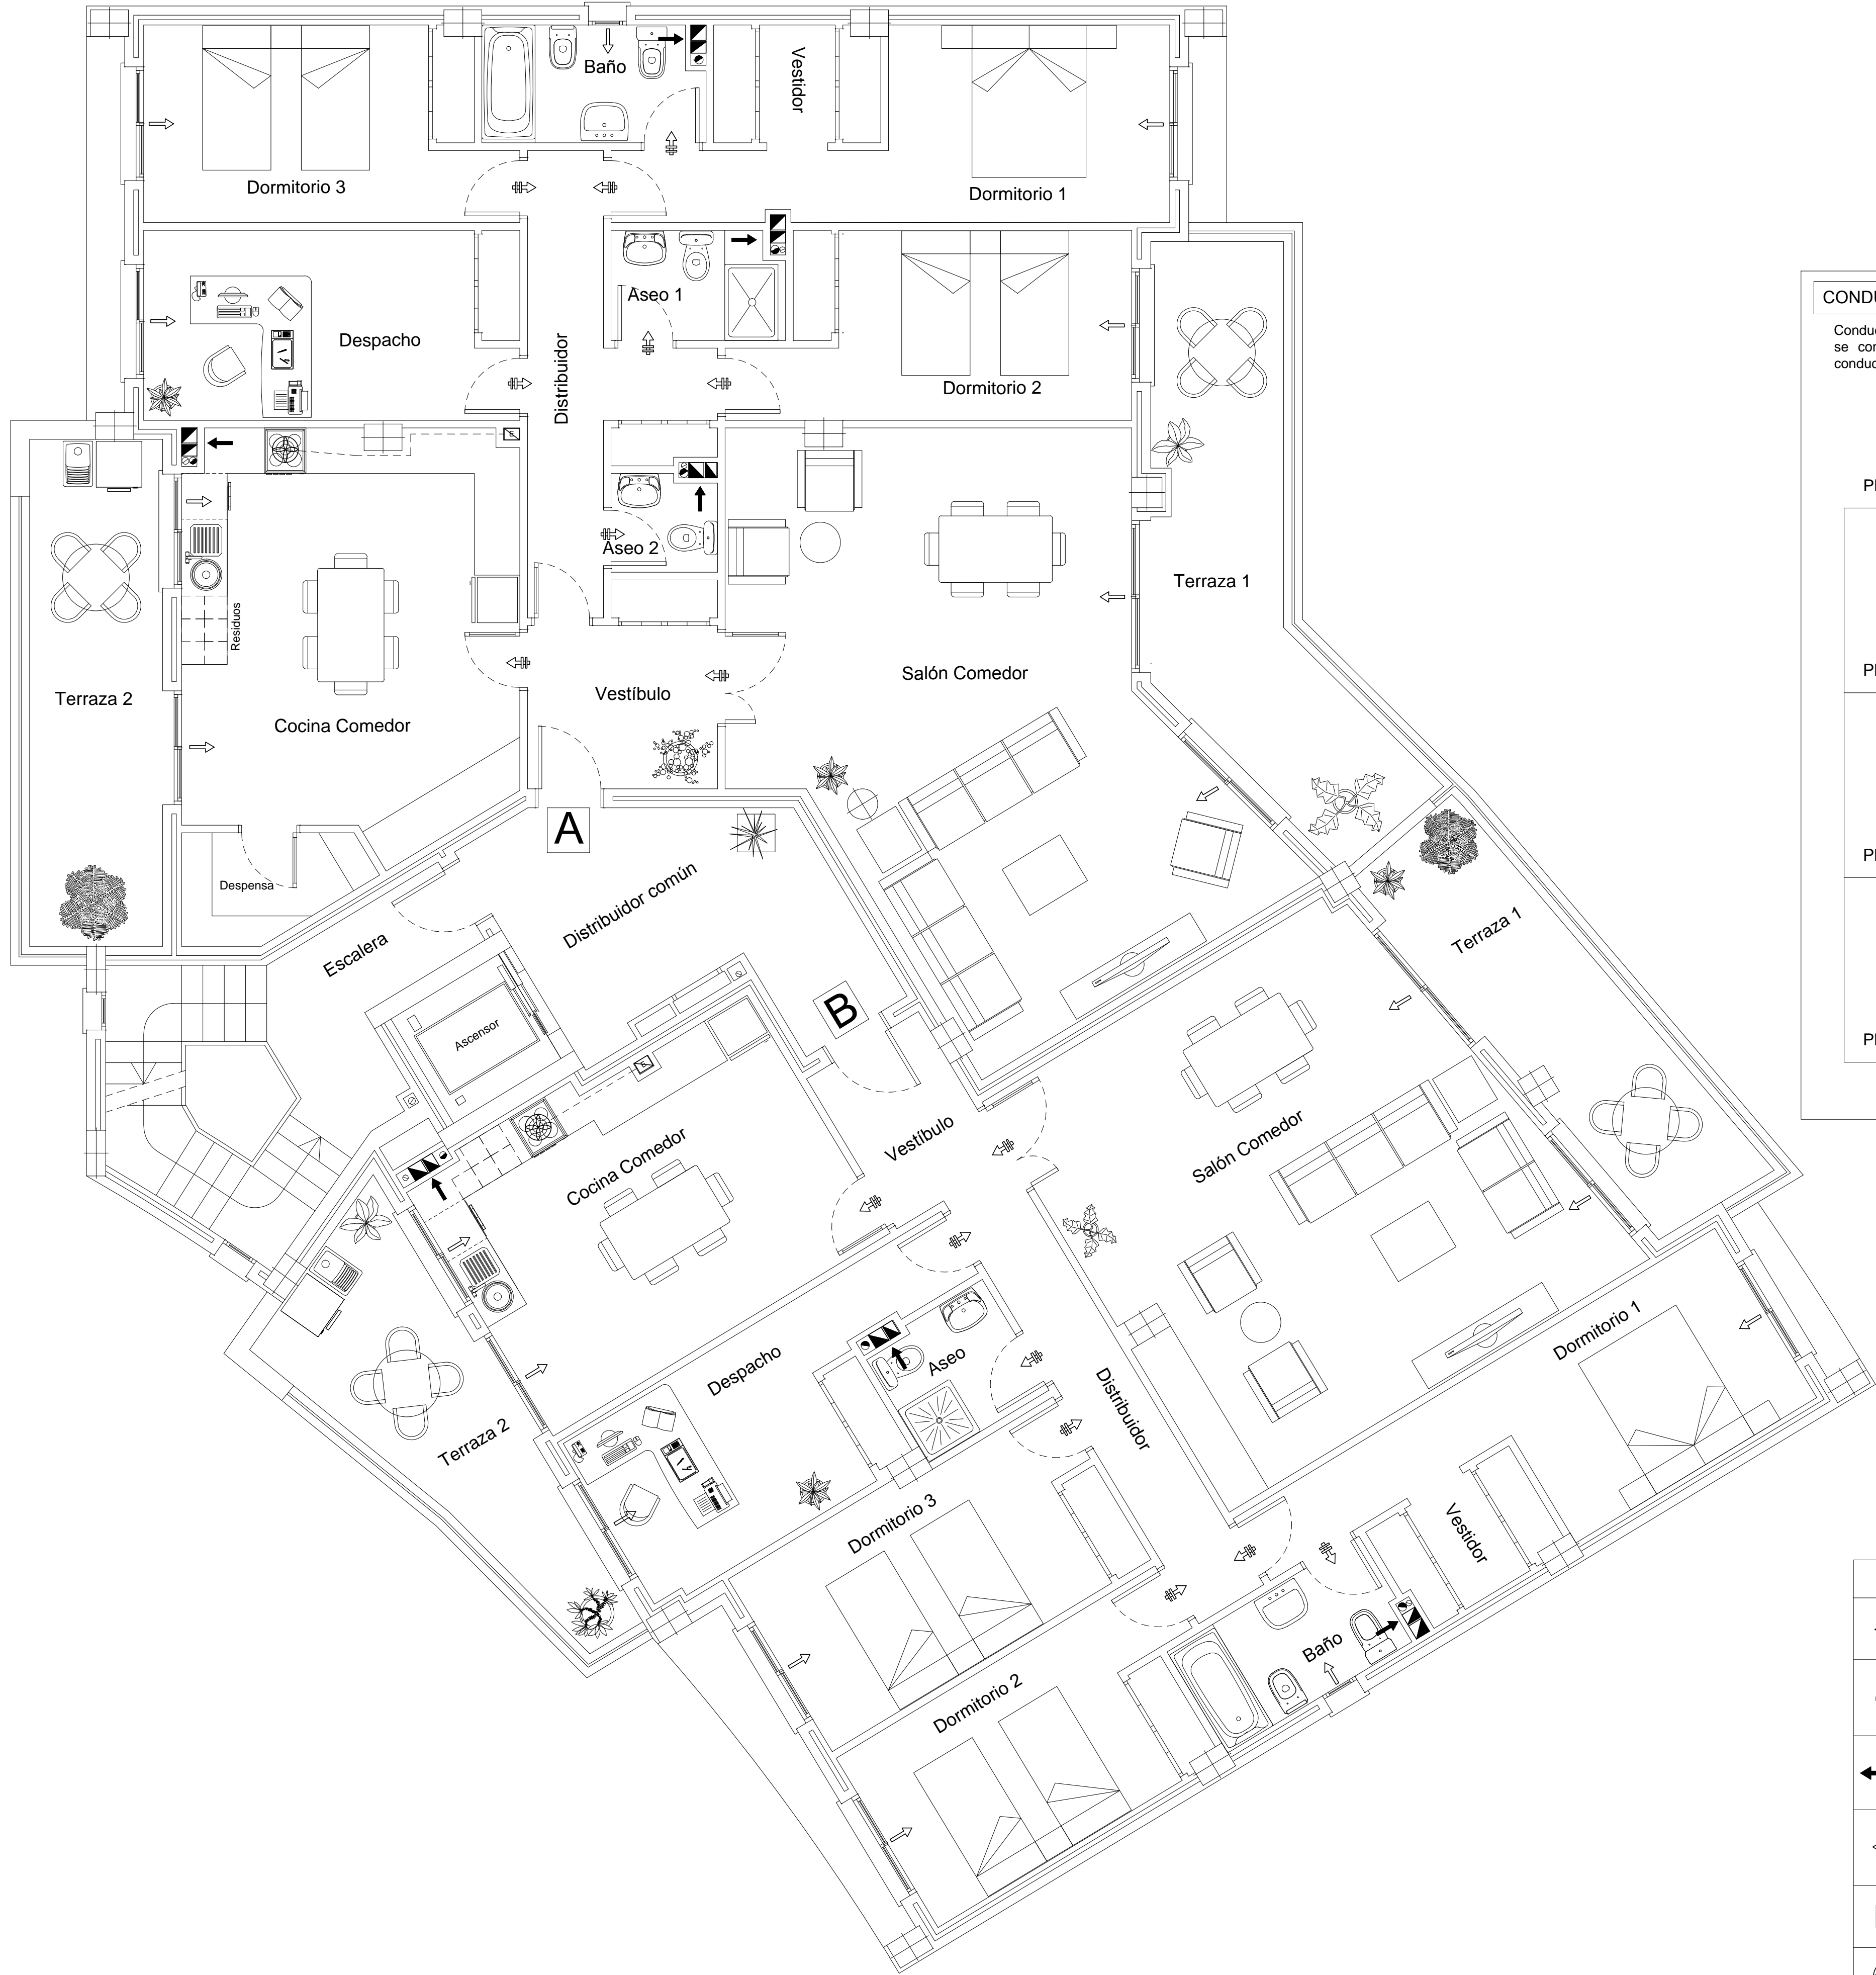 Baño
Vestidor
Dormitorio 3
Dormitorio 1
Aseo 1
Despacho
Distribuidor
Dormitorio 2
E
Aseo 2
Terraza 1
Residuos
Salón Comedor
Terraza 2
Vestíbulo
Cocina Comedor
A
Despensa
Distribuidor común
Escalera
Terraza 1
B
Ascensor
Cocina Comedor
Vestíbulo
Salón Comedor
Dormitorio 1
Despacho
Aseo
Distribuidor
Terraza 2
Dormitorio 3
Vestidor
Baño
Dormitorio 2
se